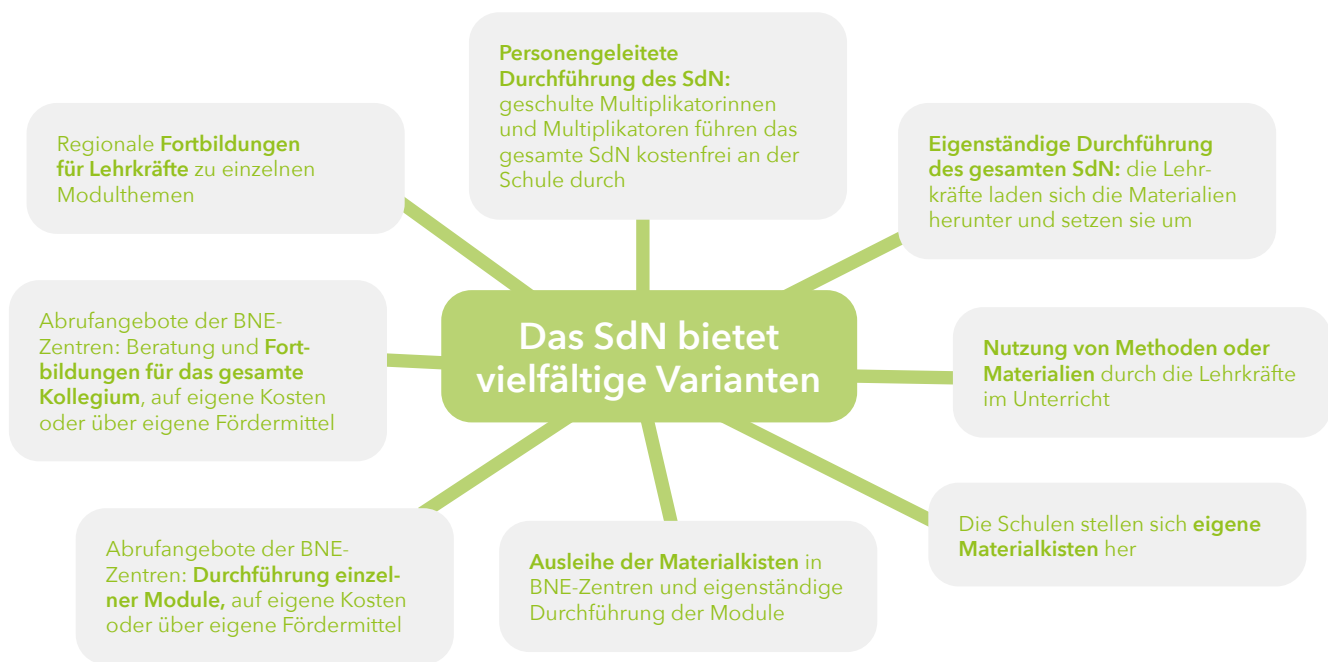 Personengeleitete
Durchführung des SdN:
geschulte Multiplikatorinnen
und Multiplikatoren führen das
gesamte SdN kostenfrei an der
Schule durch
Regionale Fortbildungen
für Lehrkräfte zu einzelnen
Modulthemen
Eigenständige Durchführung
des gesamten SdN: die Lehr-
kräfte laden sich die Materialien
herunter und setzen sie um
Abrufangebote der BNE-
Zentren: Beratung und Fort-
bildungen für das gesamte
Kollegium, auf eigene Kosten
oder über eigene Fördermittel
Das SdN bietet
vielfältige Varianten
Nutzung von Methoden oder
Materialien durch die Lehrkräfte
im Unterricht
Abrufangebote der BNE-
Zentren: Durchführung einzel-
ner Module, auf eigene Kosten
oder über eigene Fördermittel
Ausleihe der Materialkisten in
BNE-Zentren und eigenständige
Durchführung der Module
Die Schulen stellen sich eigene
Materialkisten her